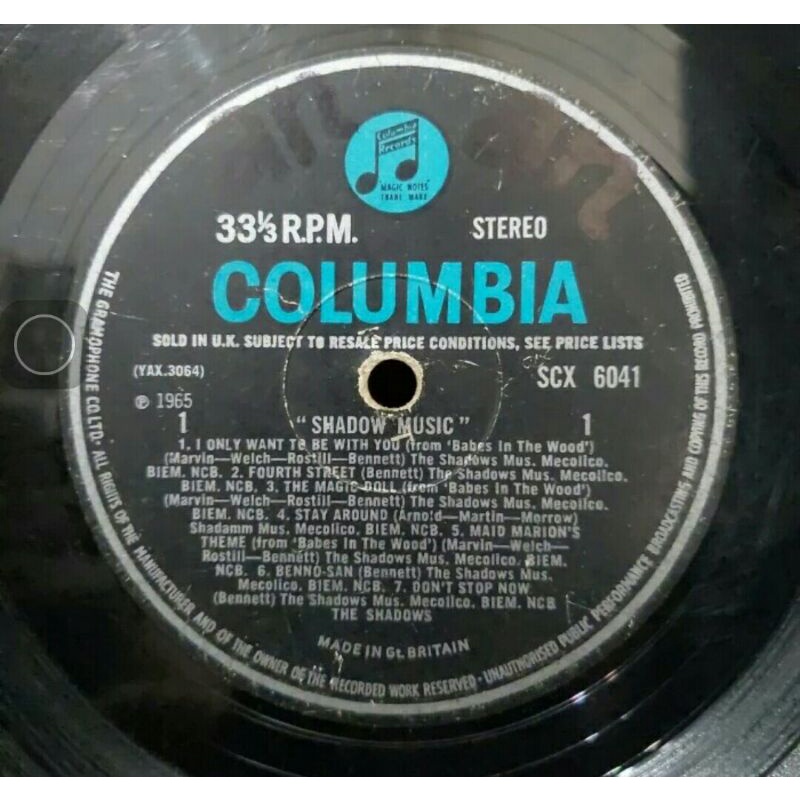 Columbia
Records
"MAGIC NOTES"
TRADE MARK
33⅓ R.P.M.
STEREO
COLUMBIA
SOLD IN U.K. SUBJECT TO RESALE PRICE CONDITIONS, SEE PRICE LISTS
(YAX.3064)
SCX 6041
℗ 1965
1 "SHADOW MUSIC" 1
1. I ONLY WANT TO BE WITH YOU (from 'Babes In The Wood')
(Marvin—Welch—Rostill—Bennett) The Shadows Mus. Mecolico.
BIEM. NCB. 2. FOURTH STREET (Bennett) The Shadows Mus. Mecolico.
BIEM. NCB. 3. THE MAGIC DOLL (from 'Babes In The Wood')
(Marvin—Welch—Rostill—Bennett) The Shadows Mus. Mecolico.
BIEM. NCB. 4. STAY AROUND (Arnold—Martin—Morrow)
Shadamm Mus. Mecolico. BIEM. NCB. 5. MAID MARION'S
THEME (from 'Babes In The Wood') (Marvin—Welch—
Rostill—Bennett) The Shadows Mus. Mecolico. BIEM.
NCB. 6. BENNO-SAN (Bennett) The Shadows Mus.
Mecolico. BIEM. NCB. 7. DON'T STOP NOW
(Bennett) The Shadows Mus. Mecolico. BIEM. NCB
THE SHADOWS
MADE IN Gt. BRITAIN
THE GRAMOPHONE CO. LTD. · ALL RIGHTS OF THE MANUFACTURER AND OF THE OWNER OF THE RECORDED WORK RESERVED · UNAUTHORISED PUBLIC PERFORMANCE BROADCASTING AND COPYING OF THIS RECORD PROHIBITED